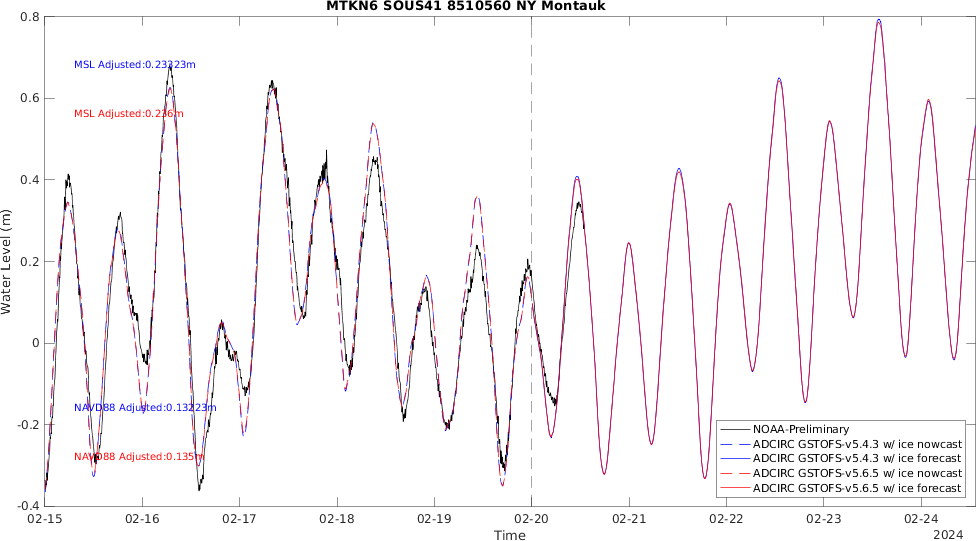 MTKN6 SOUS41 8510560 NY Montauk
0.8
0.6
0.4
0.2
0
-0.2
-0.4
Water Level (m)
MSL Adjusted:0.23223m
MSL Adjusted:0.236m
NAVD88 Adjusted:0.13223m
NAVD88 Adjusted:0.135m
NOAA-Preliminary
ADCIRC GSTOFS-v5.4.3 w/ ice nowcast
ADCIRC GSTOFS-v5.4.3 w/ ice forecast
ADCIRC GSTOFS-v5.6.5 w/ ice nowcast
ADCIRC GSTOFS-v5.6.5 w/ ice forecast
02-15 02-16 02-17 02-18 02-19 02-20 02-21 02-22 02-23 02-24
Time
2024